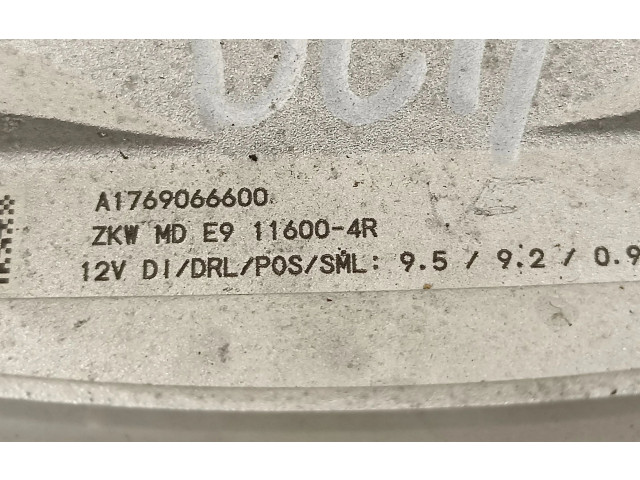 A1769066600
ZKW MD E9 11600-4R
12V DI/DRL/POS/SML: 9.5 / 9.2 / 0.9